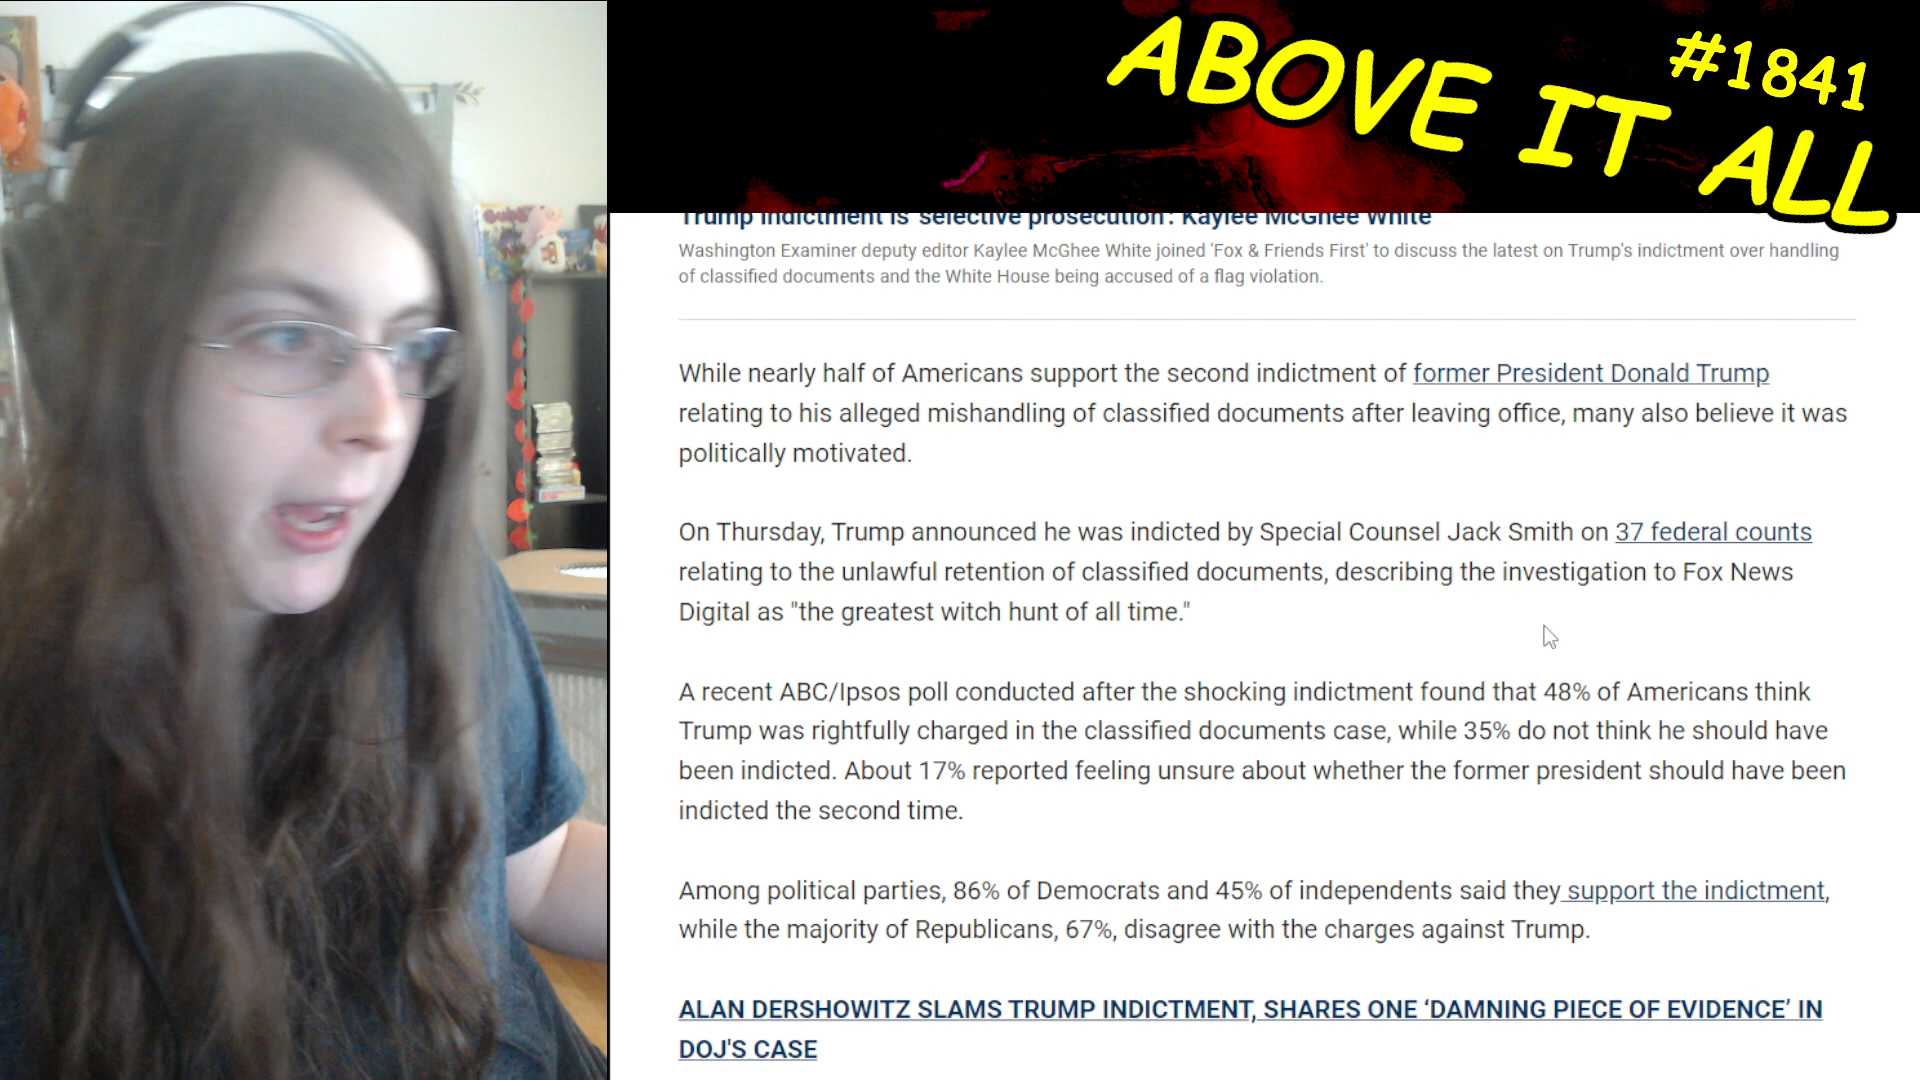 ABOVE IT ALL
#1841
Trump indictment is 'selective prosecution': Kaylee McGhee White
Washington Examiner deputy editor Kaylee McGhee White joined 'Fox & Friends First' to discuss the latest on Trump's indictment over handling
of classified documents and the White House being accused of a flag violation.
While nearly half of Americans support the second indictment of former President Donald Trump
relating to his alleged mishandling of classified documents after leaving office, many also believe it was
politically motivated.
On Thursday, Trump announced he was indicted by Special Counsel Jack Smith on 37 federal counts
relating to the unlawful retention of classified documents, describing the investigation to Fox News
Digital as "the greatest witch hunt of all time."
A recent ABC/Ipsos poll conducted after the shocking indictment found that 48% of Americans think
Trump was rightfully charged in the classified documents case, while 35% do not think he should have
been indicted. About 17% reported feeling unsure about whether the former president should have been
indicted the second time.
Among political parties, 86% of Democrats and 45% of independents said they support the indictment,
while the majority of Republicans, 67%, disagree with the charges against Trump.
ALAN DERSHOWITZ SLAMS TRUMP INDICTMENT, SHARES ONE ‘DAMNING PIECE OF EVIDENCE’ IN
DOJ'S CASE